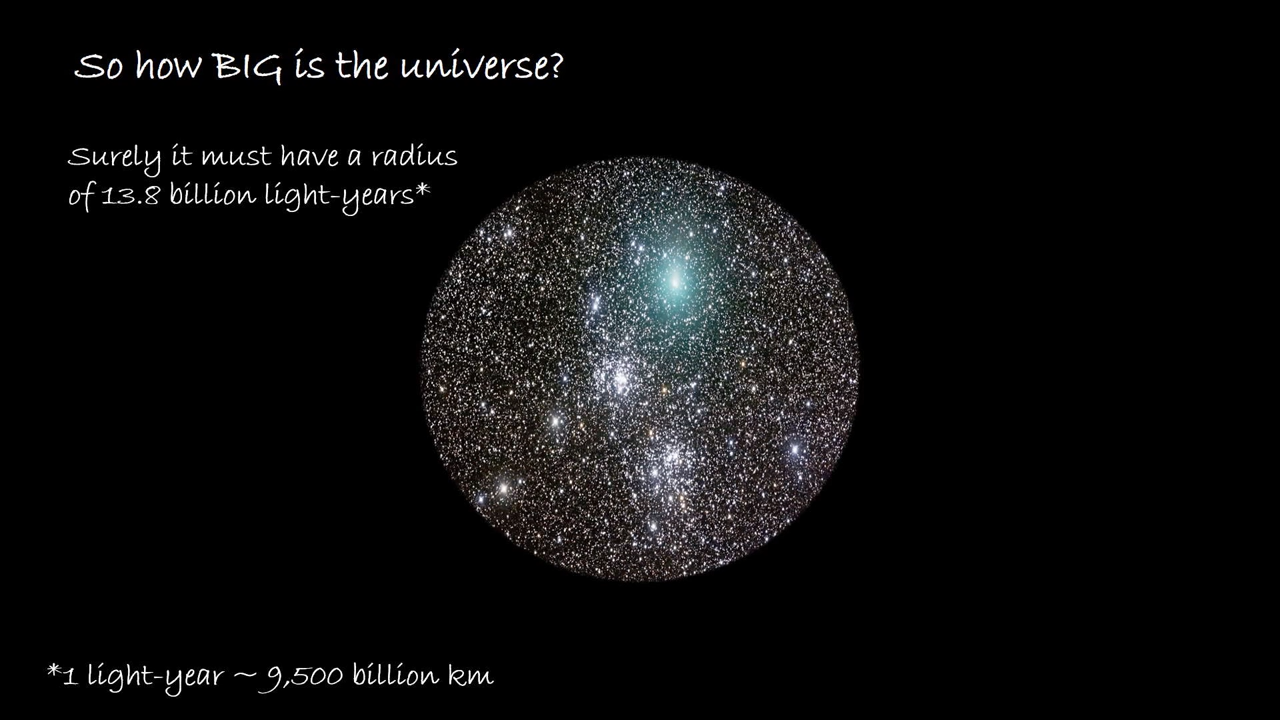 So how BIG is the universe?
Surely it must have a radius
of 13.8 billion light-years*
*1 light-year ~ 9,500 billion km